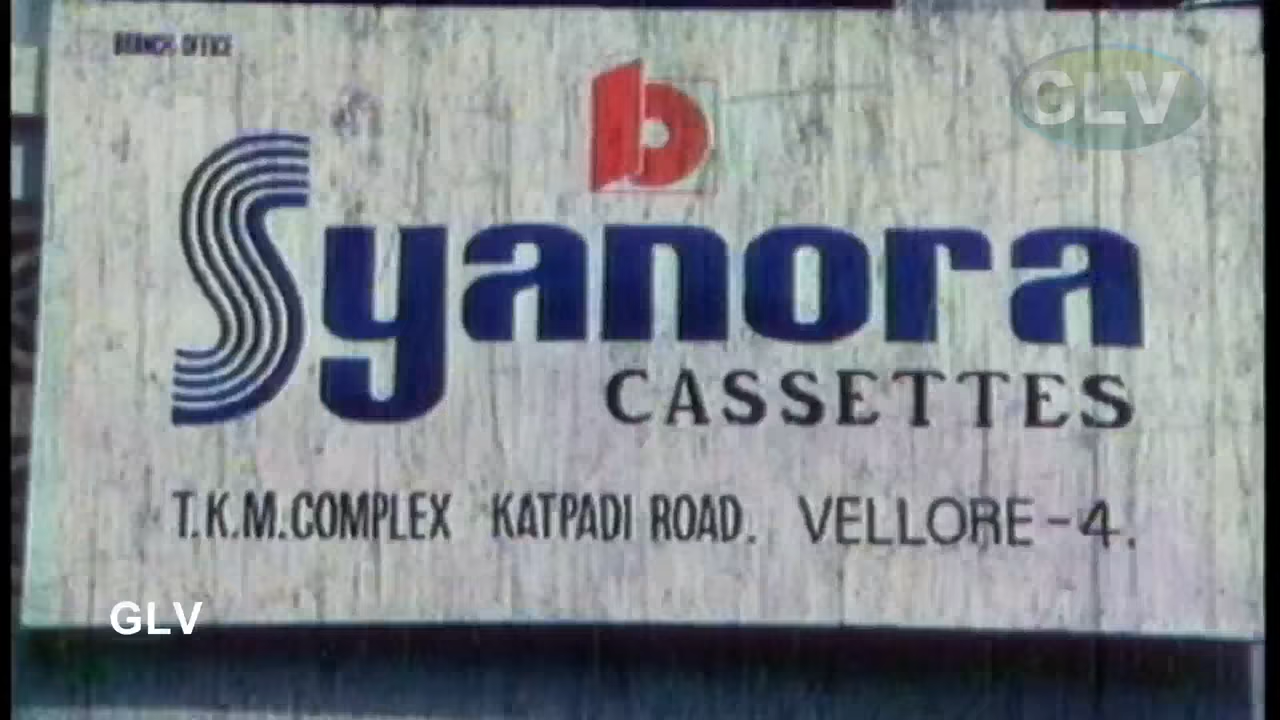 BRANCH OFFICE
GLV
b
Syanora
CASSETTES
T.K.M.COMPLEX KATPADI ROAD. VELLORE-4.
GLV